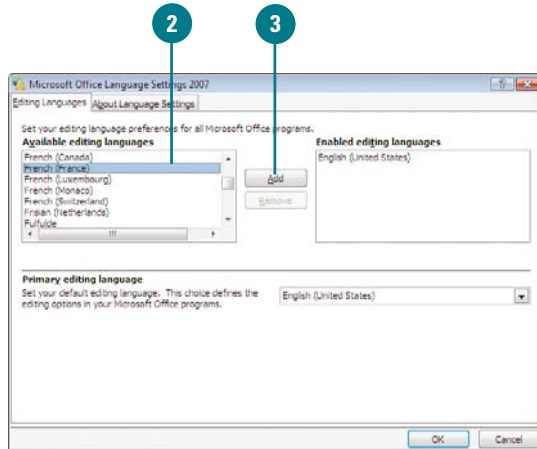 2 3
Microsoft Office Language Settings 2007
Editing Languages About Language Settings
Set your editing language preferences for all Microsoft Office programs.
Available editing languages
Enabled editing languages
French (Canada)
French (France)
French (Luxembourg)
French (Monaco)
French (Switzerland)
Frisian (Netherlands)
Fulfulde
Add
Remove
English (United States)
Primary editing language
Set your default editing language. This choice defines the
editing options in your Microsoft Office programs.
English (United States)
OK Cancel